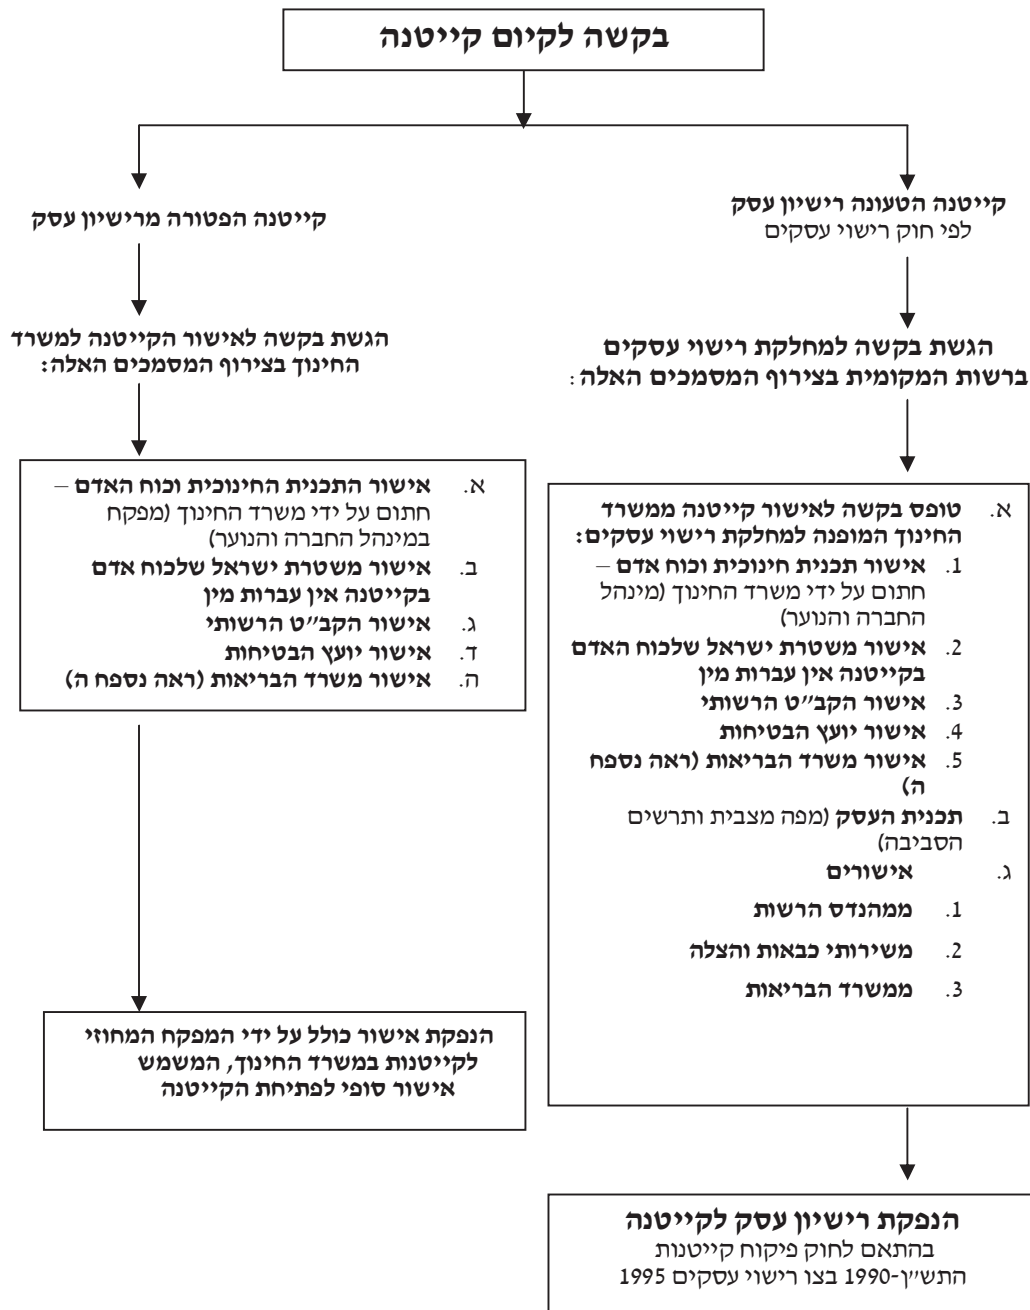 בקשה לקיום קייטנה
קייטנה הטעונה רישיון עסק
לפי חוק רישוי עסקים
הגשת בקשה למחלקת רישוי עסקים
ברשות המקומית בצירוף המסמכים האלה:
א. טופס בקשה לאישור קייטנה ממשרד
החינוך המופנה למחלקת רישוי עסקים:
1. אישור תכנית חינוכית וכוח אדם –
חתום על ידי משרד החינוך (מינהל
החברה והנוער)
2. אישור משטרת ישראל שלכוח האדם
בקייטנה אין עברות מין
3. אישור הקב"ט הרשותי
4. אישור יועץ הבטיחות
5. אישור משרד הבריאות (ראה נספח
ה)
ב. תכנית העסק (מפה מצבית ותרשים
הסביבה)
ג. אישורים
1. ממהנדס הרשות
2. משירותי כבאות והצלה
3. ממשרד הבריאות
הנפקת רישיון עסק לקייטנה
בהתאם לחוק פיקוח קייטנות
התש"ן-1990 בצו רישוי עסקים 1995
קייטנה הפטורה מרישיון עסק
הגשת בקשה לאישור הקייטנה למשרד
החינוך בצירוף המסמכים האלה:
א. אישור התכנית החינוכית וכוח האדם –
חתום על ידי משרד החינוך (מפקח
במינהל החברה והנוער)
ב. אישור משטרת ישראל שלכוח אדם
בקייטנה אין עברות מין
ג. אישור הקב"ט הרשותי
ד. אישור יועץ הבטיחות
ה. אישור משרד הבריאות (ראה נספח ה)
הנפקת אישור כולל על ידי המפקח המחוזי
לקייטנות במשרד החינוך, המשמש
אישור סופי לפתיחת הקייטנה